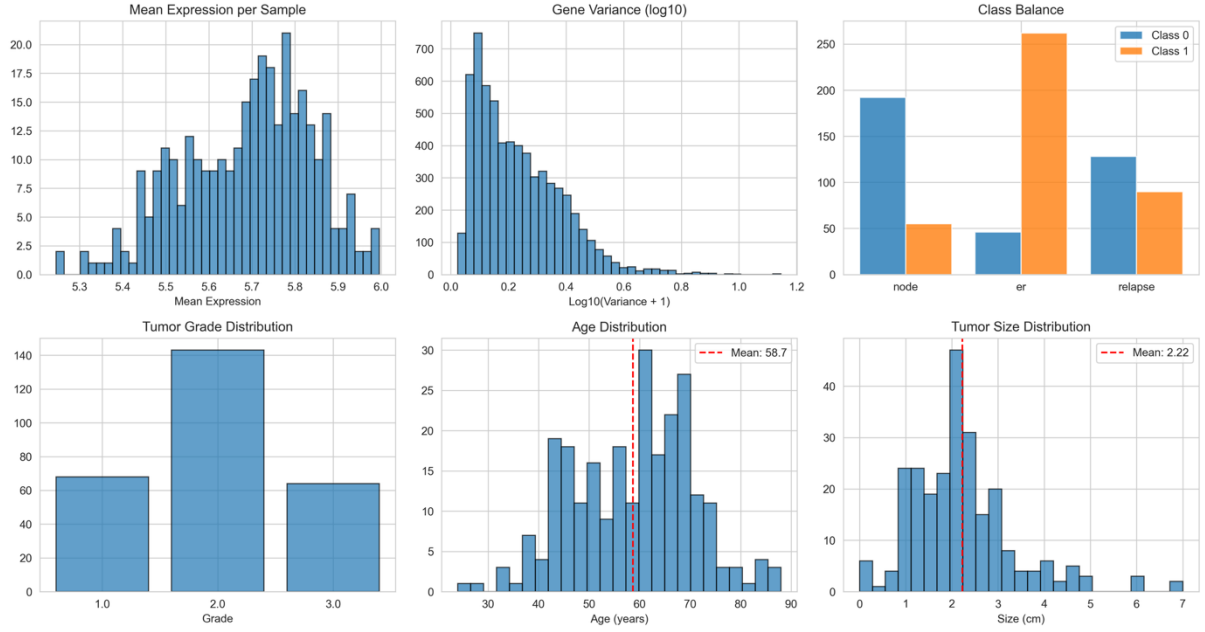 Mean Expression per Sample
20.0
17.5
15.0
12.5
10.0
7.5
5.0
2.5
0.0
5.3 5.4 5.5 5.6 5.7 5.8 5.9 6.0
Mean Expression
Gene Variance (log10)
700
600
500
400
300
200
100
0
0.0 0.2 0.4 0.6 0.8 1.0 1.2
Log10(Variance + 1)
Class Balance
Class 0
Class 1
250
200
150
100
50
0
node er relapse
Tumor Grade Distribution
140
120
100
80
60
40
20
0
1.0 2.0 3.0
Grade
Age Distribution
Mean: 58.7
30
25
20
15
10
5
0
30 40 50 60 70 80 90
Age (years)
Tumor Size Distribution
Mean: 2.22
40
30
20
10
0
0 1 2 3 4 5 6 7
Size (cm)